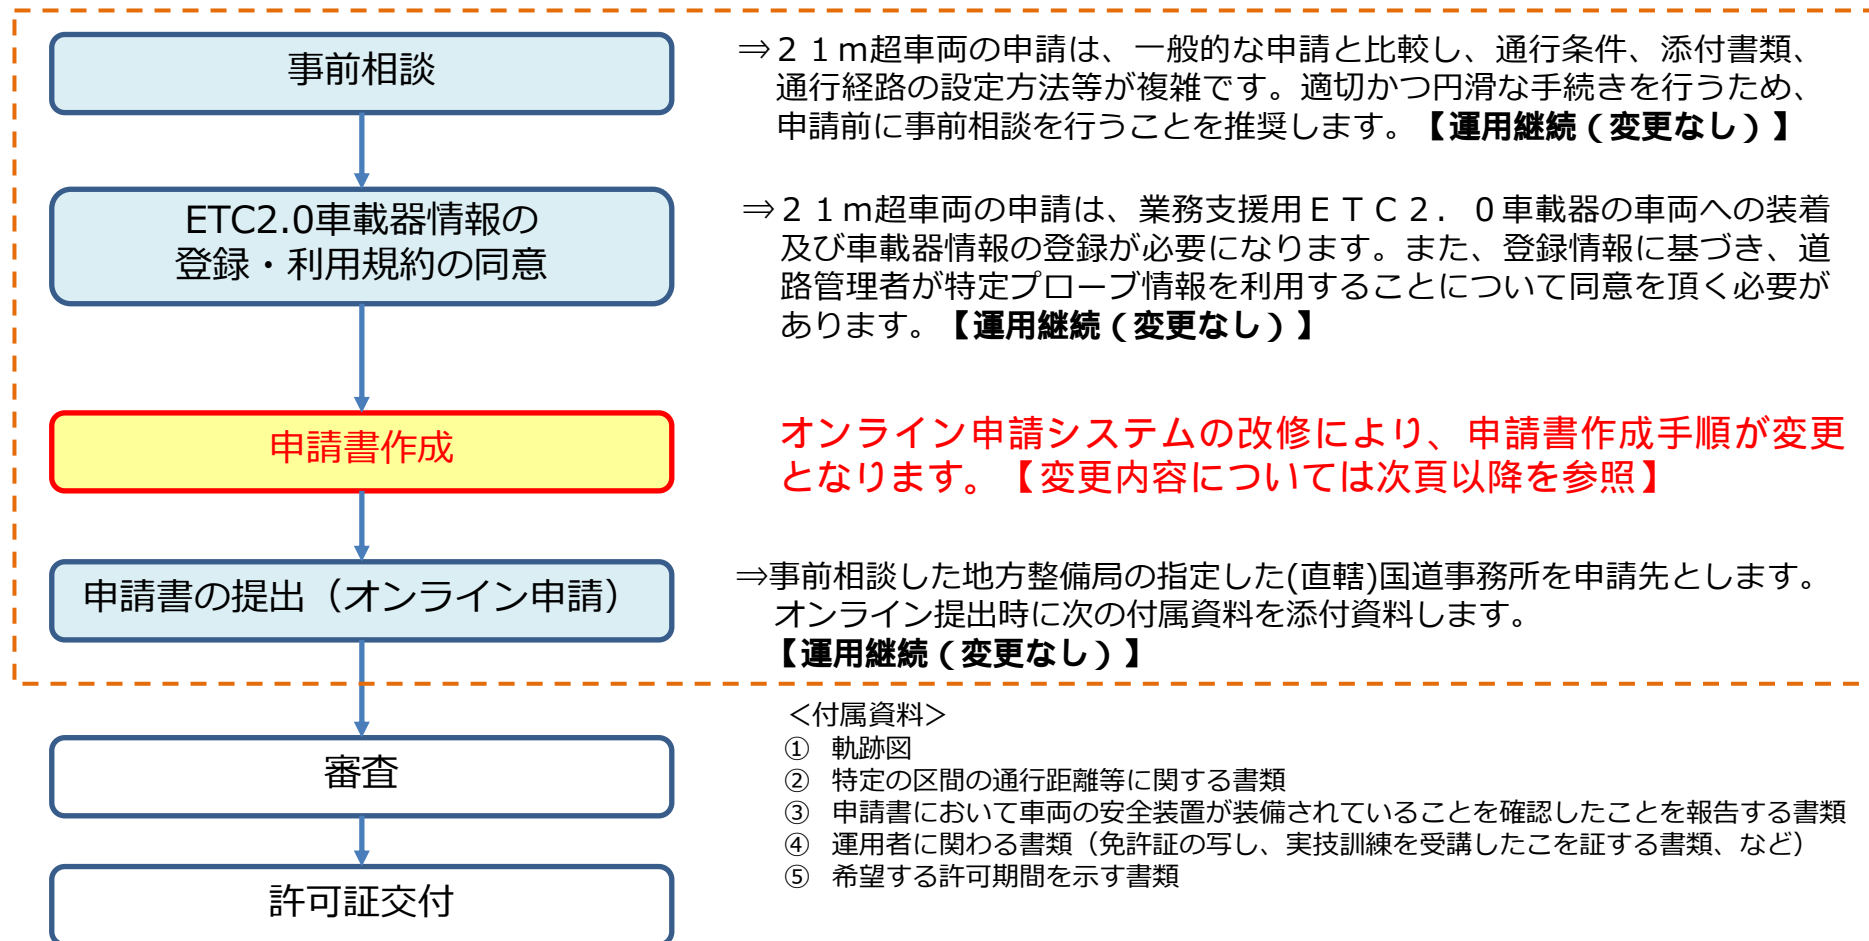 事前相談
⇒２１ｍ超車両の申請は、一般的な申請と比較し、通行条件、添付書類、
通行経路の設定方法等が複雑です。適切かつ円滑な手続きを行うため、
申請前に事前相談を行うことを推奨します。【運用継続（変更なし）】
ETC2.0車載器情報の
登録・利用規約の同意
⇒２１ｍ超車両の申請は、業務支援用ＥＴＣ２．０車載器の車両への装着
及び車載器情報の登録が必要になります。また、登録情報に基づき、道
路管理者が特定プローブ情報を利用することについて同意を頂く必要が
あります。【運用継続（変更なし）】
申請書作成
オンライン申請システムの改修により、申請書作成手順が変更
となります。【変更内容については次頁以降を参照】
申請書の提出（オンライン申請）
⇒事前相談した地方整備局の指定した(直轄)国道事務所を申請先とします。
オンライン提出時に次の付属資料を添付資料します。
【運用継続（変更なし）】
審査
許可証交付
＜付属資料＞
① 軌跡図
② 特定の区間の通行距離等に関する書類
③ 申請書において車両の安全装置が装備されていることを確認したことを報告する書類
④ 運用者に関わる書類（免許証の写し、実技訓練を受講したこを証する書類、など）
⑤ 希望する許可期間を示す書類